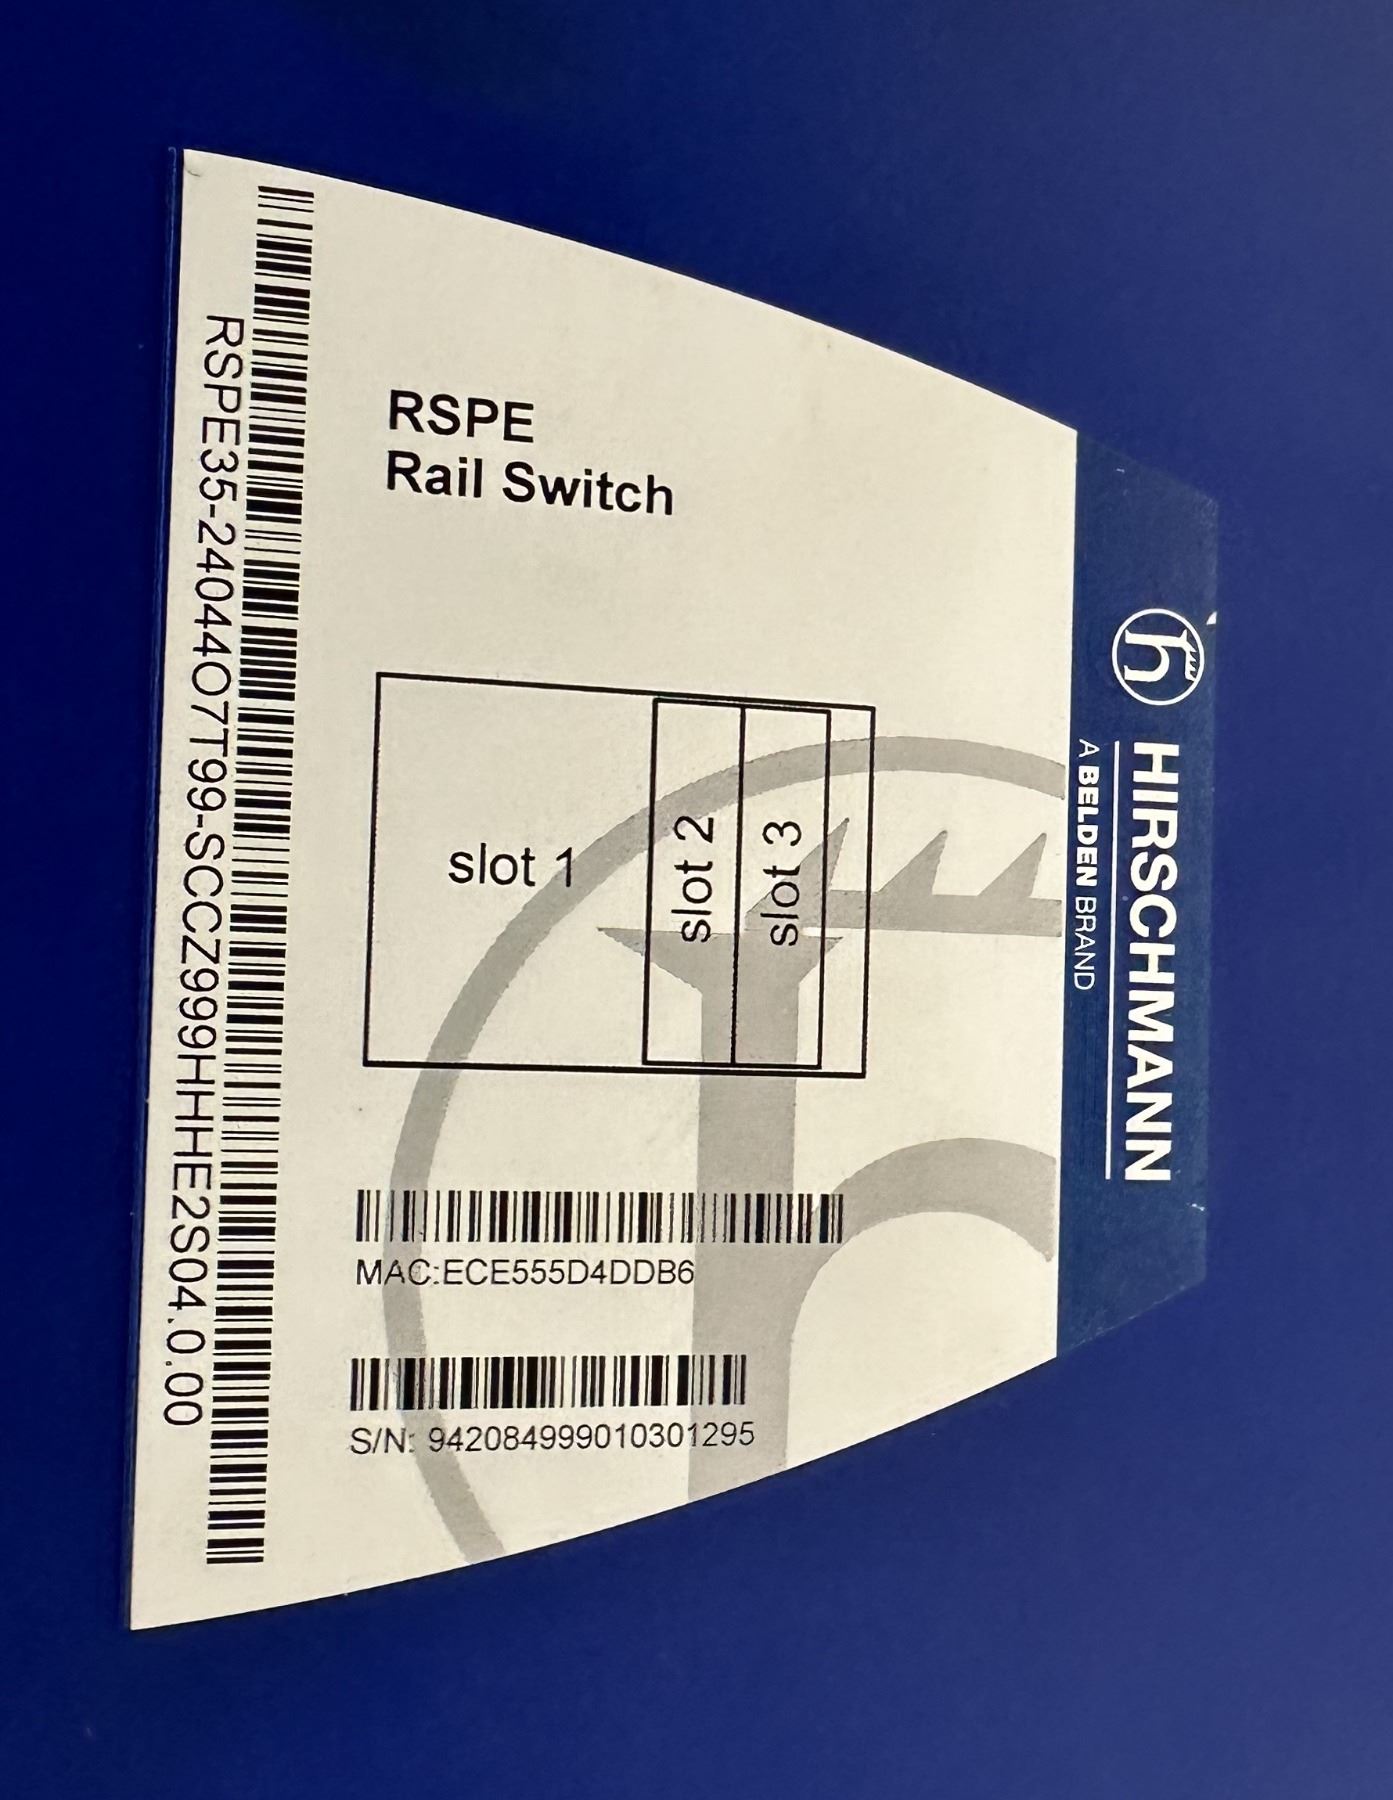 HIRSCHMANN
A BELDEN BRAND
RSPE
Rail Switch
slot 1
slot 2
slot 3
MAC:ECE555D4DDB6
S/N: 942084999010301295
RSPE35-24044O7T99-SCCZ999HHHE2S04.0.00